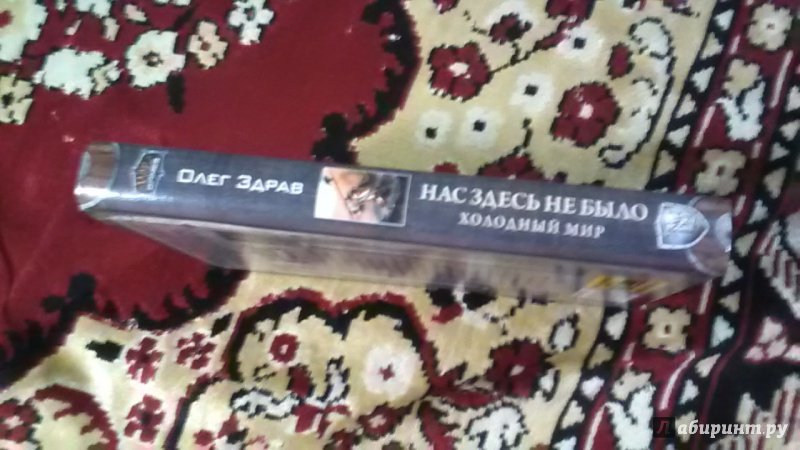 Олег Здрав
НАС ЗДЕСЬ НЕ БЫЛО
ХОЛОДНЫЙ МИР
Лабиринт.ру